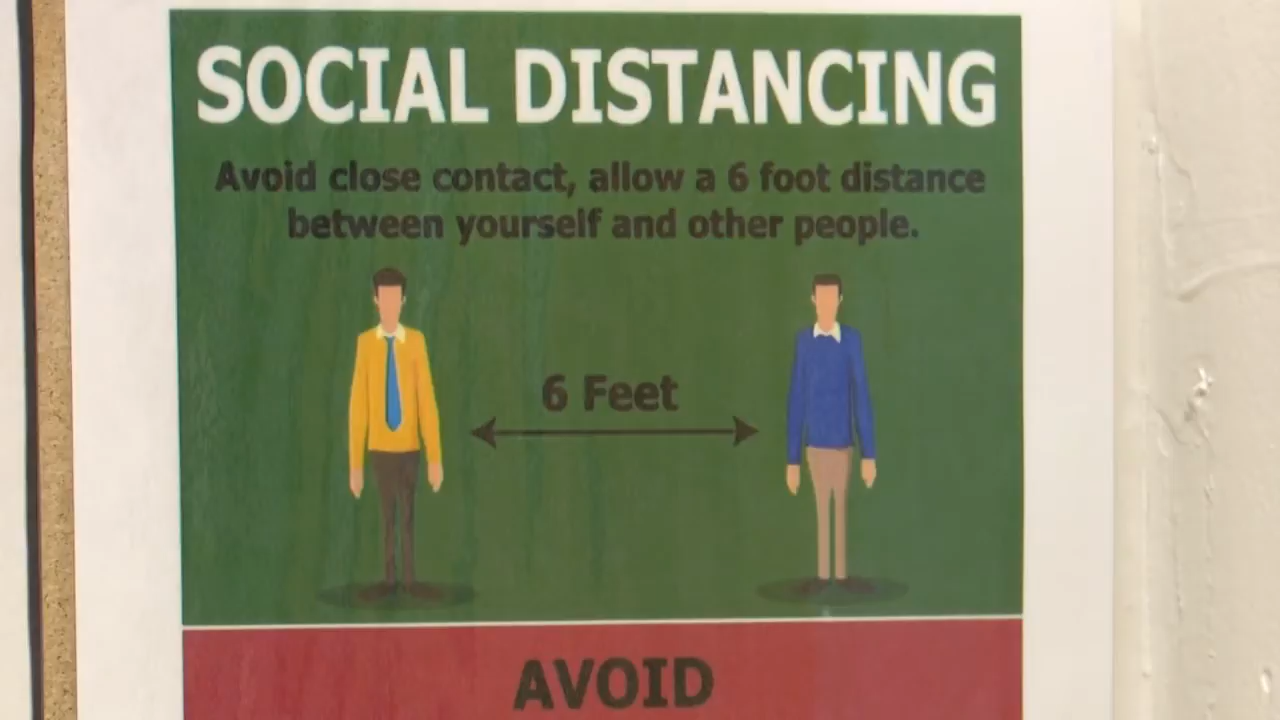 SOCIAL DISTANCING
Avoid close contact, allow a 6 foot distance
between yourself and other people.
6 Feet
AVOID